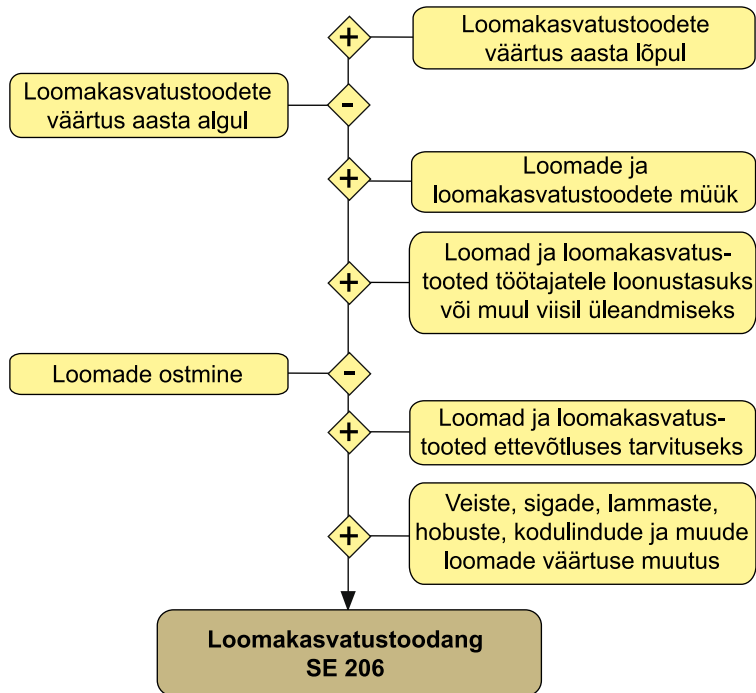 +
Loomakasvatustoodete
väärtus aasta lõpul
Loomakasvatustoodete
väärtus aasta algul
-
+
Loomade ja
loomakasvatustoodete müük
+
Loomad ja loomakasvatus-
tooted töötajatele loonustasuks
või muul viisil üleandmiseks
Loomade ostmine
-
+
Loomad ja loomakasvatus-
tooted ettevõtluses tarvituseks
+
Veiste, sigade, lammaste,
hobuste, kodulindude ja muude
loomade väärtuse muutus
Loomakasvatustoodang
SE 206